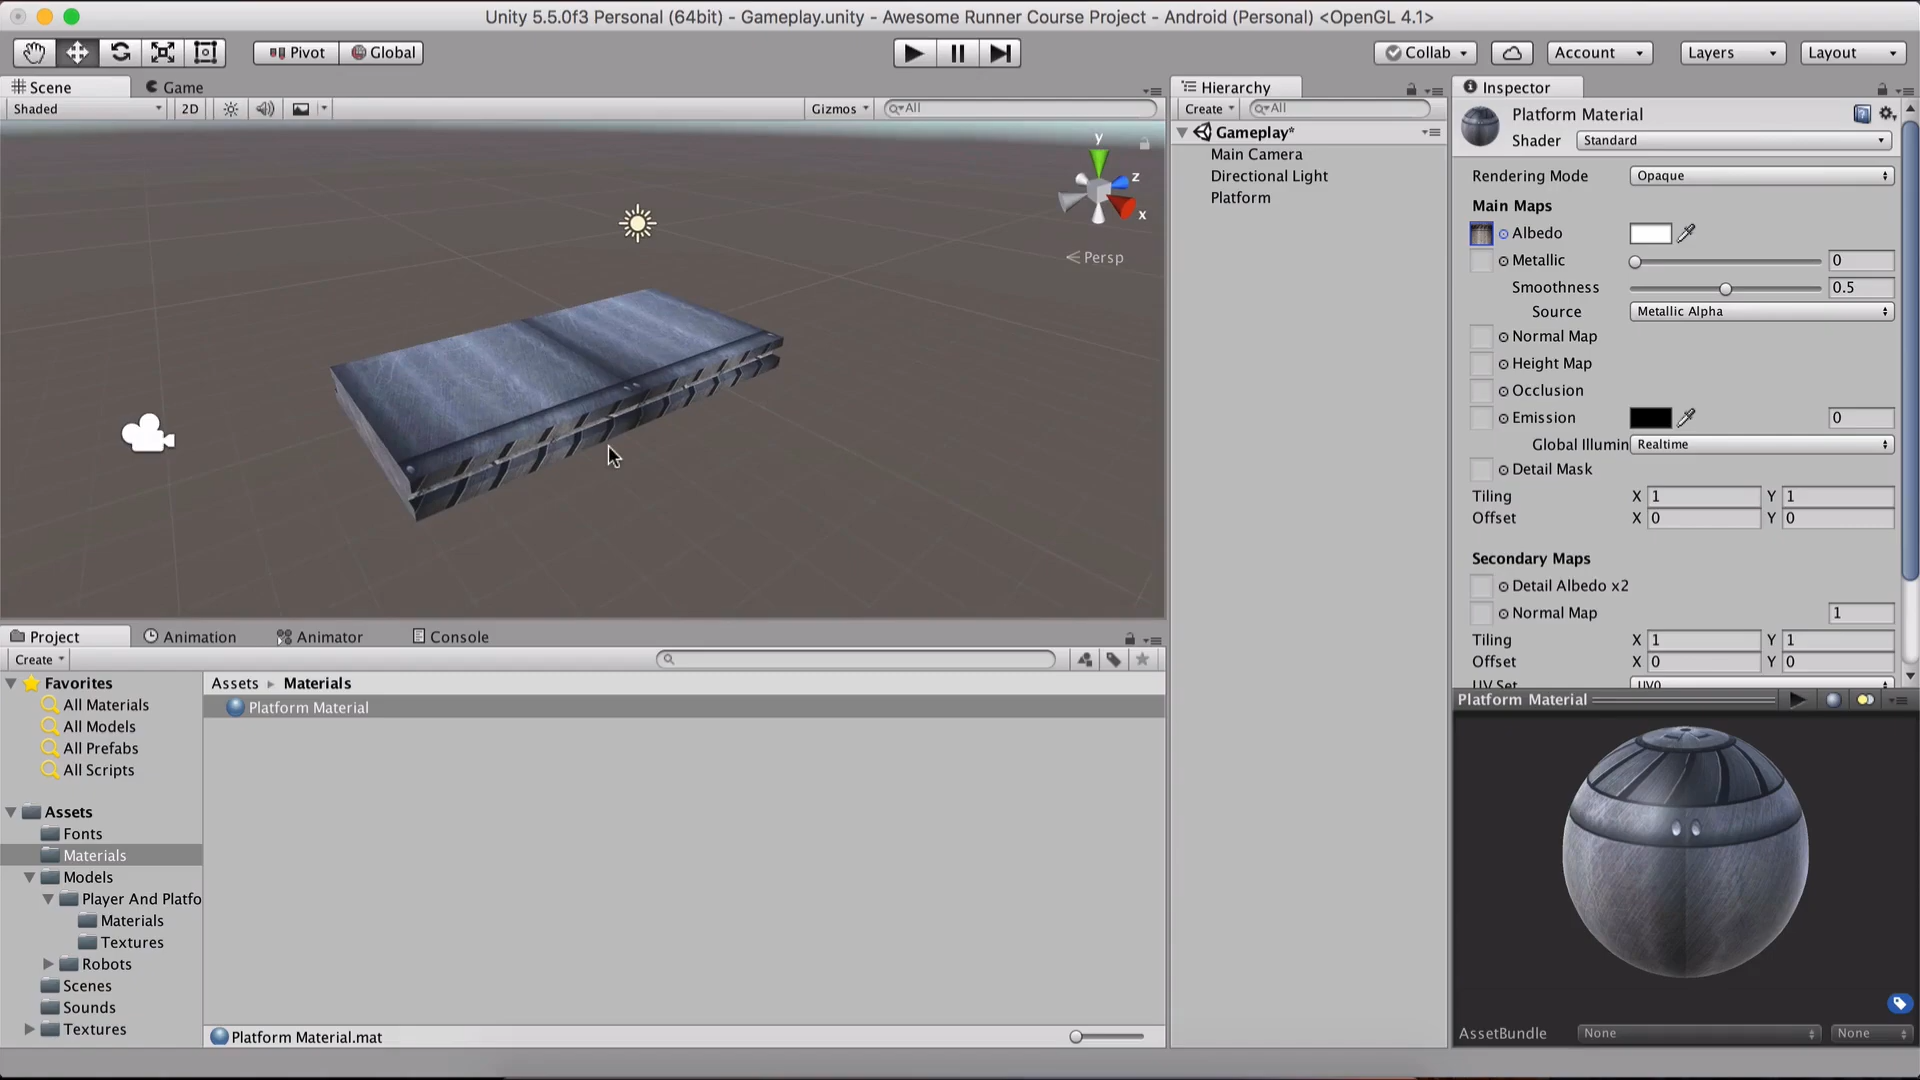 Unity 5.5.0f3 Personal (64bit) - Gameplay.unity - Awesome Runner Course Project - Android (Personal) <OpenGL 4.1>
Pivot Global Collab Account Layers Layout
Scene Game
Shaded 2D Gizmos All
y
z
x
Persp
Hierarchy
Create All
Gameplay*
Main Camera
Directional Light
Platform
Inspector
Platform Material
Shader Standard
Rendering Mode Opaque
Main Maps
Albedo
Metallic 0
Smoothness 0.5
Source Metallic Alpha
Normal Map
Height Map
Occlusion
Emission 0
Global Illumin Realtime
Detail Mask
Tiling X 1 Y 1
Offset X 0 Y 0
Secondary Maps
Detail Albedo x2
Normal Map 1
Tiling X 1 Y 1
Offset X 0 Y 0
UV Set UV0
Platform Material
AssetBundle None None
Project Animation Animator Console
Create
Favorites
All Materials
All Models
All Prefabs
All Scripts
Assets
Fonts
Materials
Models
Player And Platfo
Materials
Textures
Robots
Scenes
Sounds
Textures
Assets Materials
Platform Material
Platform Material.mat